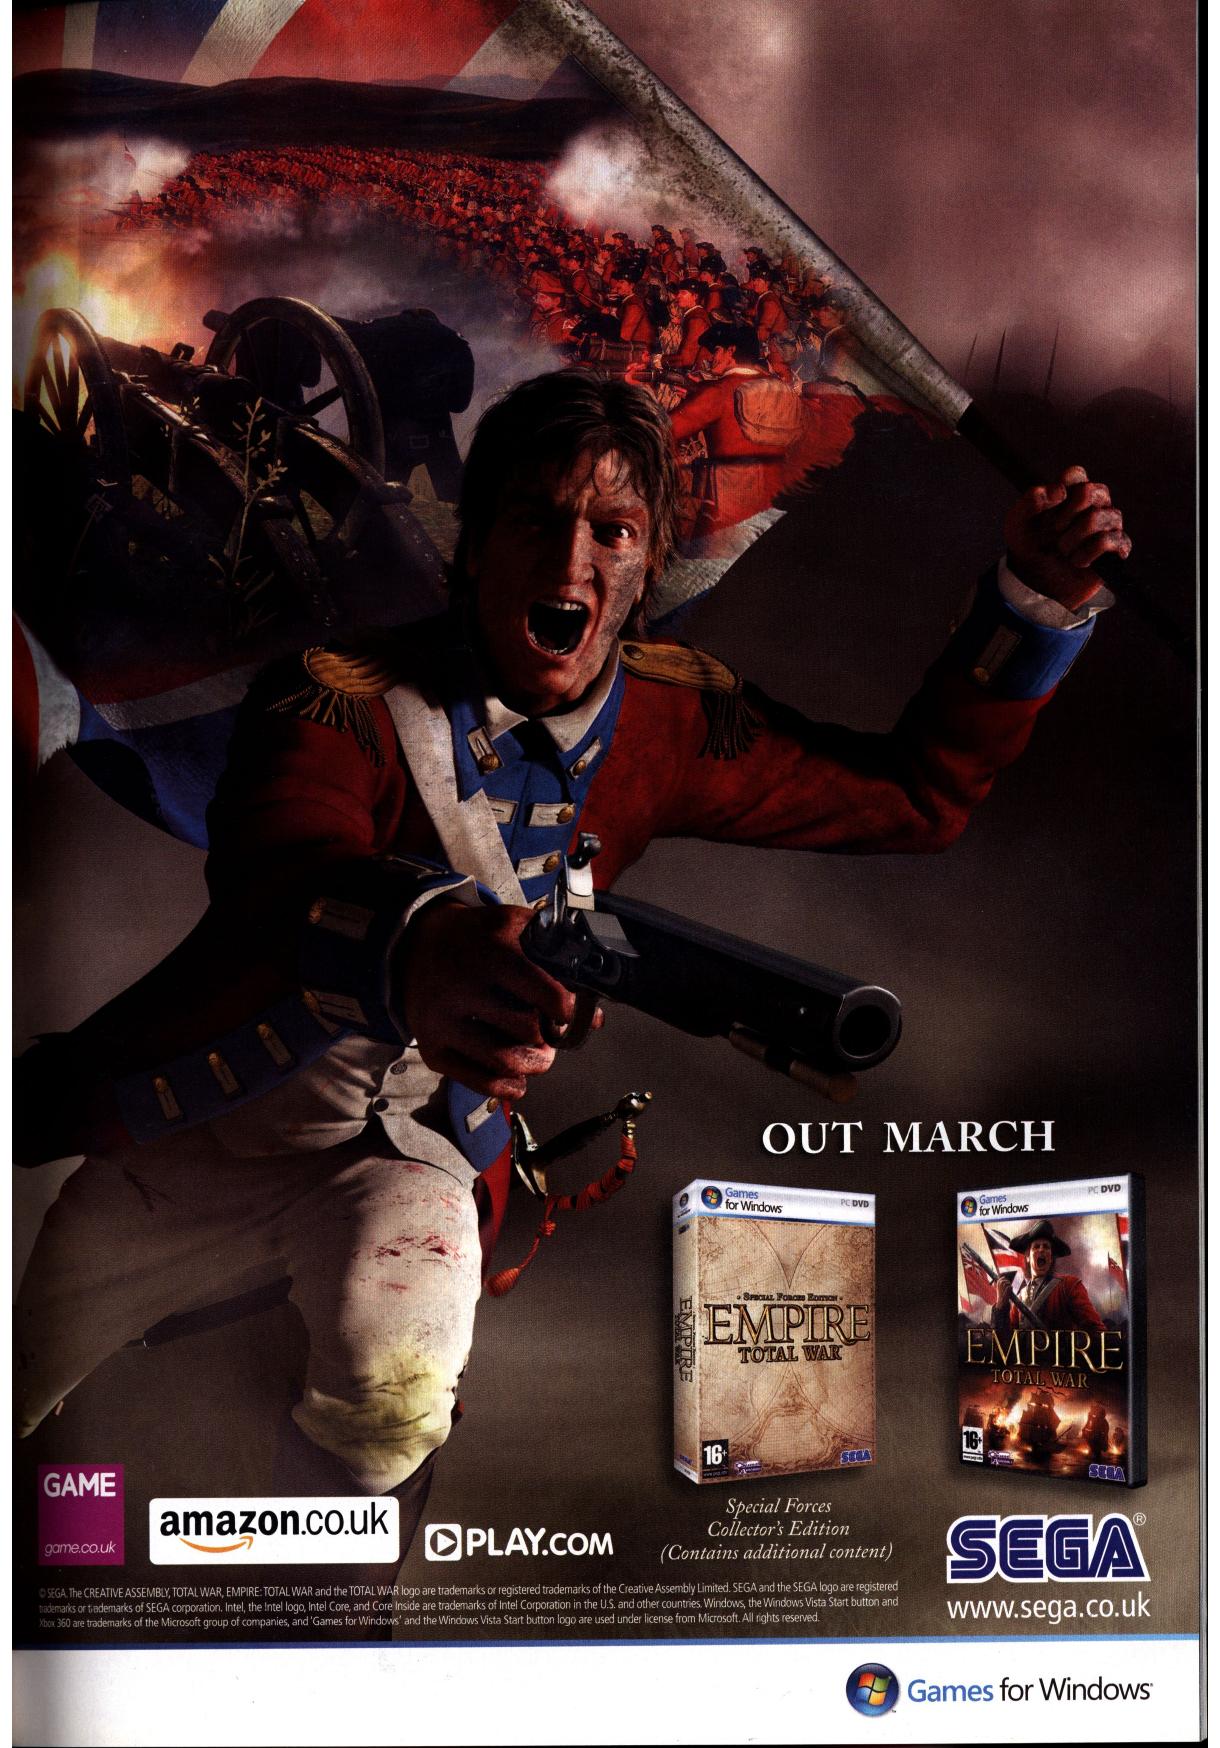 OUT MARCH
Games
for Windows
PC DVD
• SPECIAL FORCES EDITION •
EMPIRE
TOTAL WAR
EMPIRE
TOTAL WAR
16+
SEGA
Games
for Windows
PC DVD
EMPIRE
TOTAL WAR
16+
SEGA
Special Forces
Collector's Edition
(Contains additional content)
GAME
game.co.uk
amazon.co.uk
PLAY.COM
SEGA®
www.sega.co.uk
© SEGA. The CREATIVE ASSEMBLY, TOTAL WAR, EMPIRE: TOTAL WAR and the TOTAL WAR logo are trademarks or registered trademarks of the Creative Assembly Limited. SEGA and the SEGA logo are registered
trademarks or trademarks of SEGA corporation. Intel, the Intel logo, Intel Core, and Core Inside are trademarks of Intel Corporation in the U.S. and other countries. Windows, the Windows Vista Start button and
Xbox 360 are trademarks of the Microsoft group of companies, and 'Games for Windows' and the Windows Vista Start button logo are used under license from Microsoft. All rights reserved.
Games for Windows